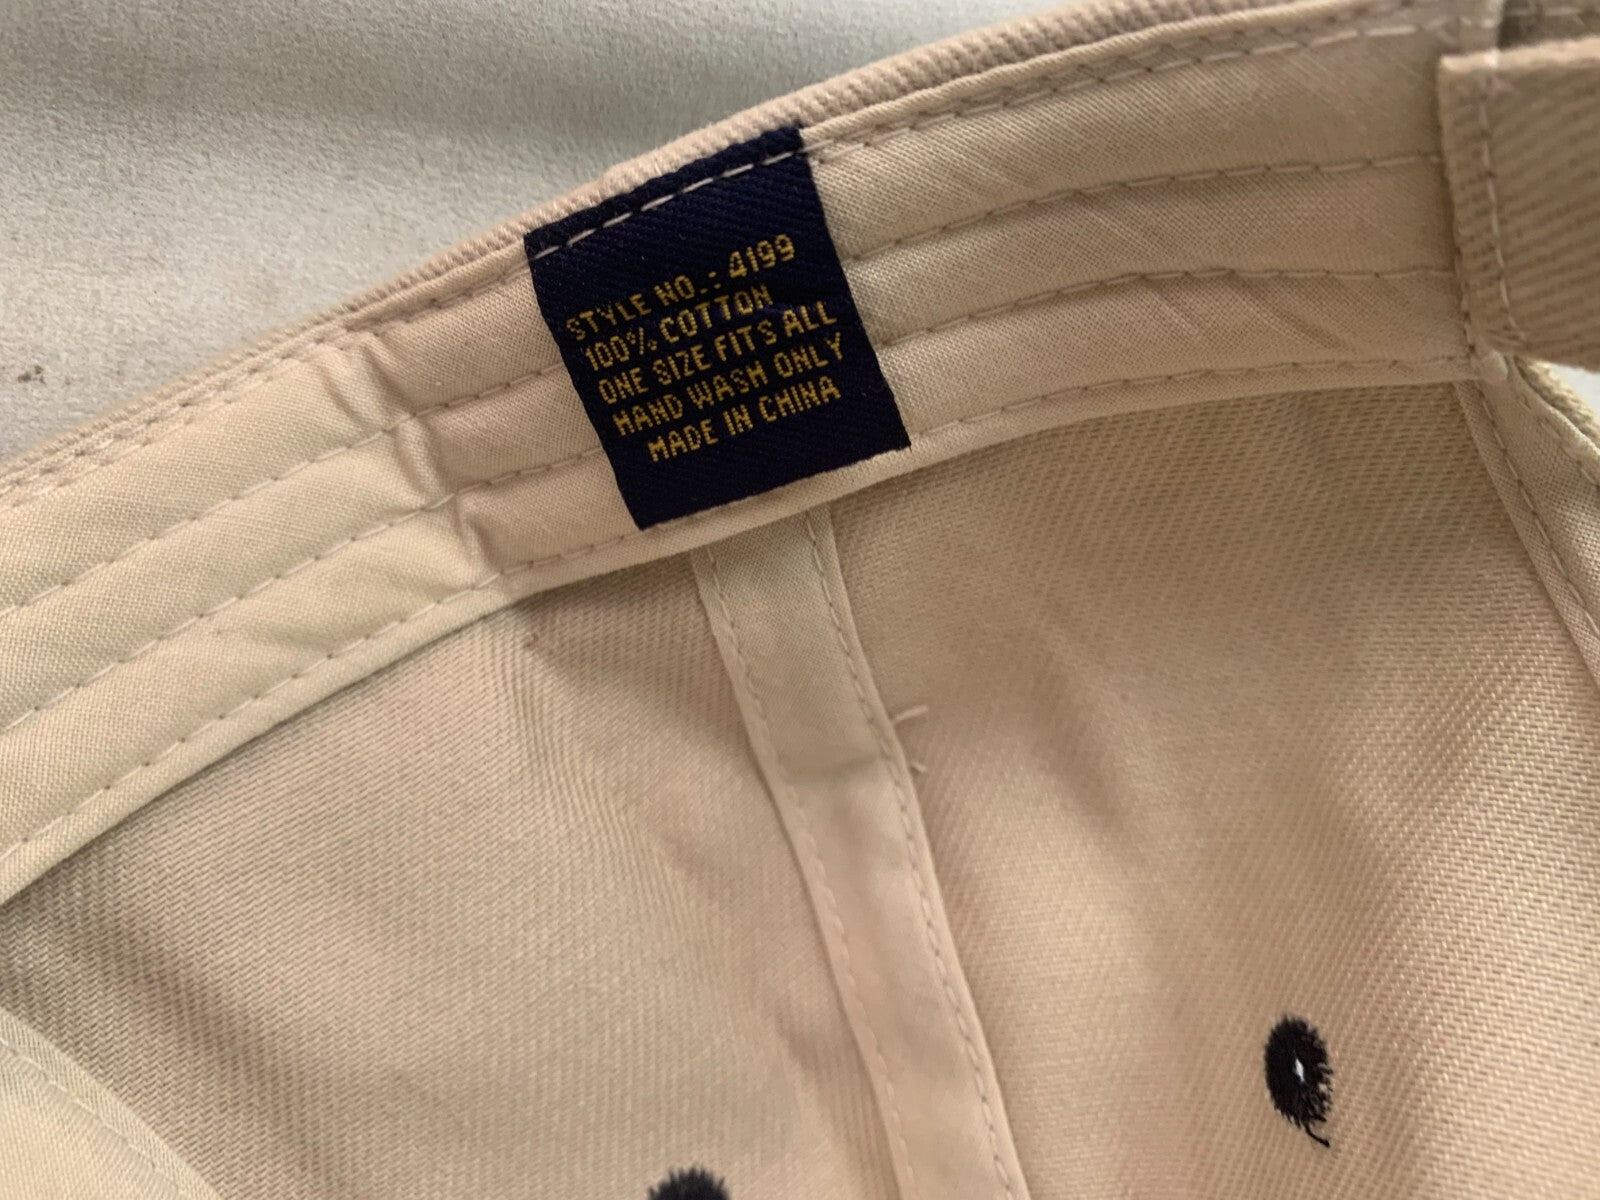 STYLE NO.: 4199
100% COTTON
ONE SIZE FITS ALL
HAND WASH ONLY
MADE IN CHINA